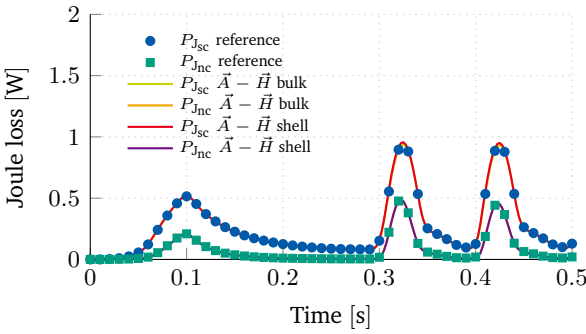 2
1.5
1
0.5
0
Joule loss [W]
P_Jsc reference
P_Jnc reference
P_Jsc A⃗ − H⃗ bulk
P_Jnc A⃗ − H⃗ bulk
P_Jsc A⃗ − H⃗ shell
P_Jnc A⃗ − H⃗ shell
0 0.1 0.2 0.3 0.4 0.5
Time [s]